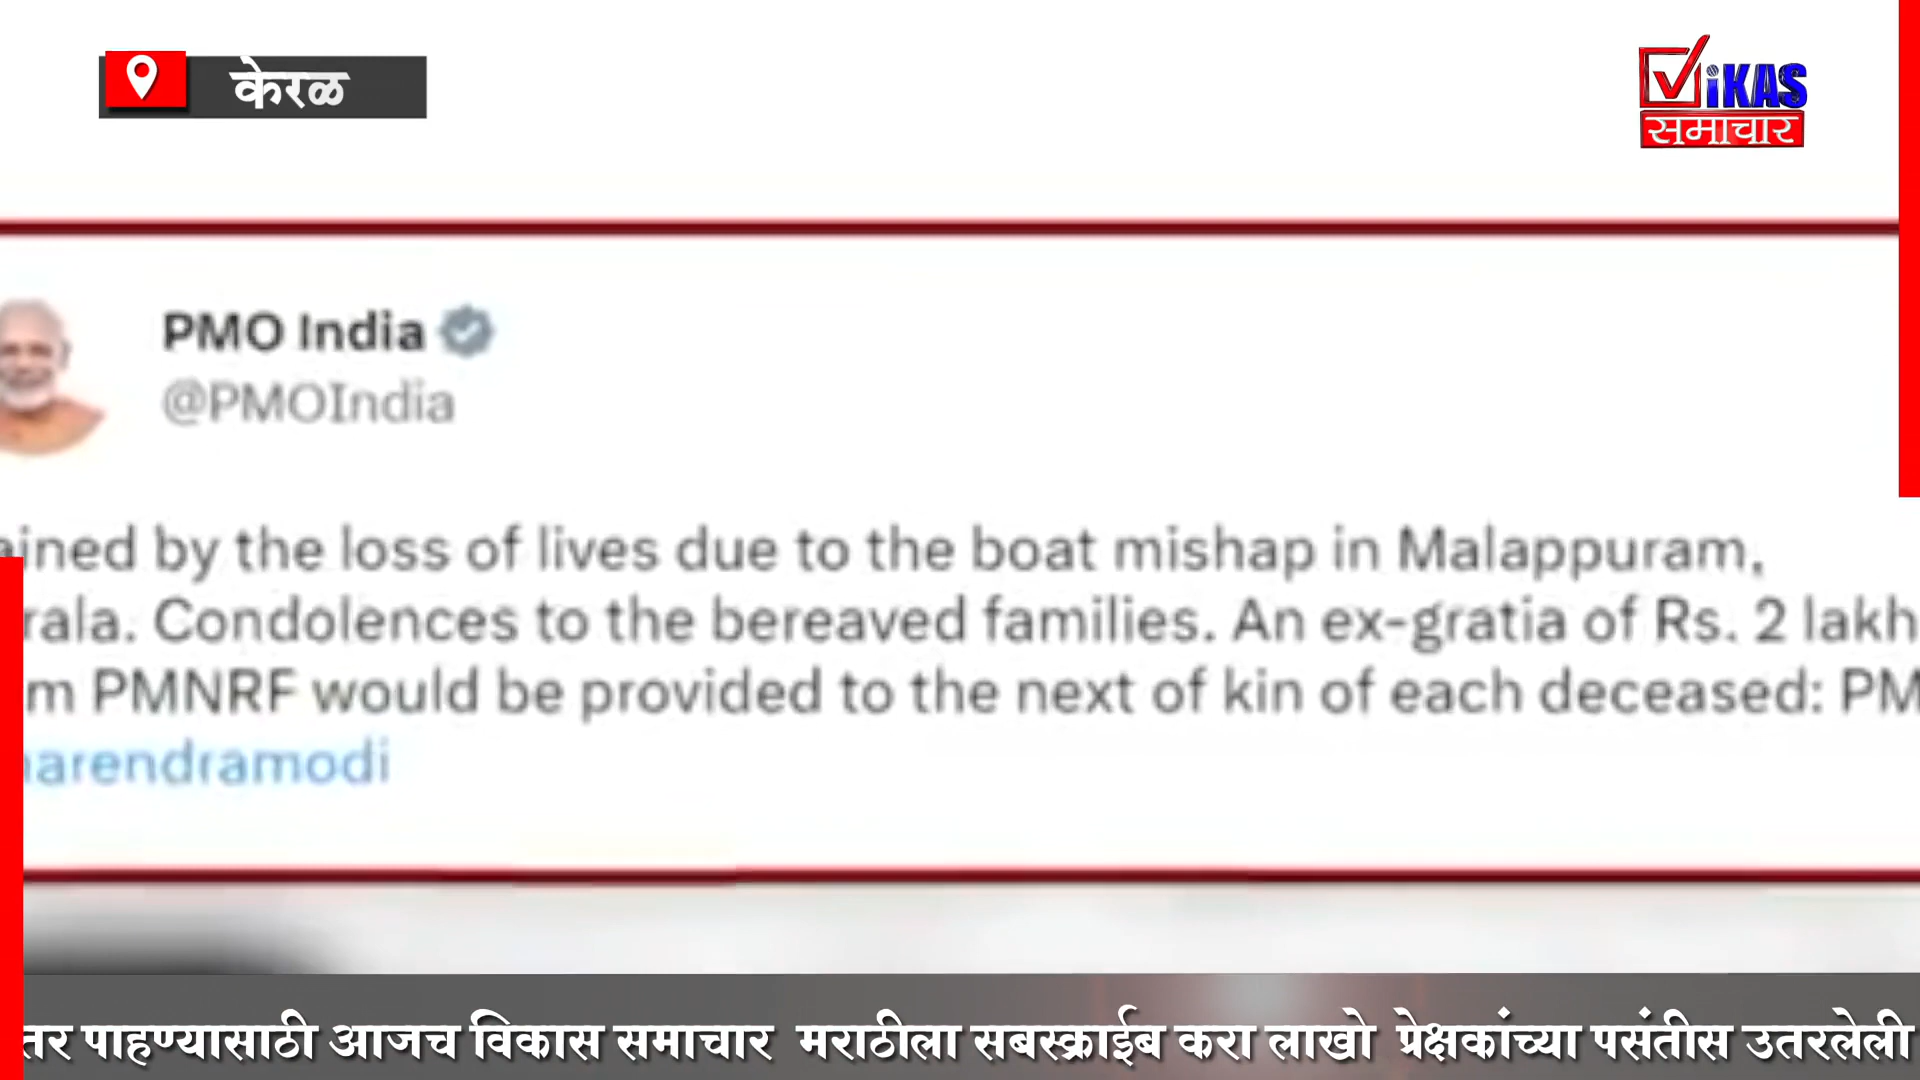 केरळ
ViKAS
समाचार
PMO India
@PMOIndia
ained by the loss of lives due to the boat mishap in Malappuram,
rala. Condolences to the bereaved families. An ex-gratia of Rs. 2 lakh
m PMNRF would be provided to the next of kin of each deceased: PM
narendramodi
तर पाहण्यासाठी आजच विकास समाचार मराठीला सबस्क्राईब करा लाखो प्रेक्षकांच्या पसंतीस उतरलेली